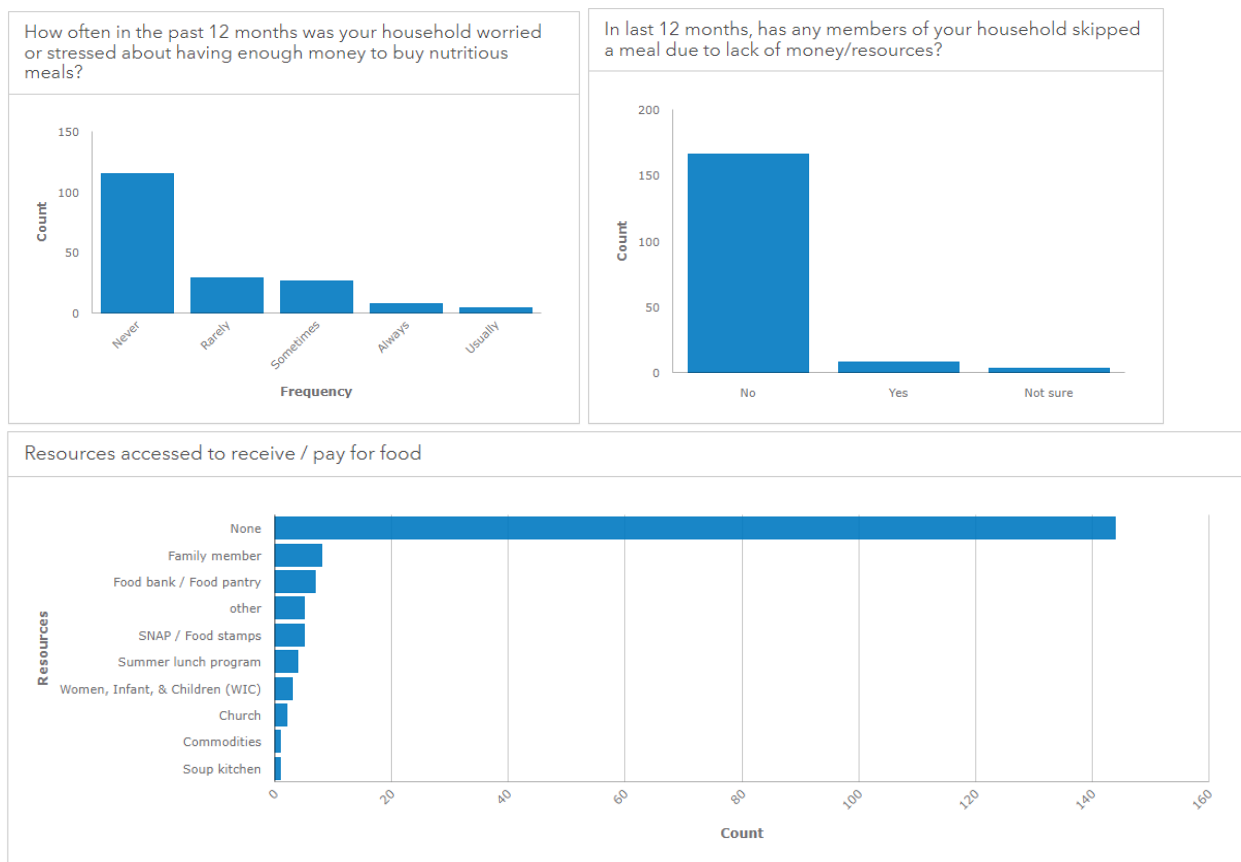 How often in the past 12 months was your household worried
or stressed about having enough money to buy nutritious
meals?
150
100
50
0
Count
Never
Rarely
Sometimes
Always
Usually
Frequency
In last 12 months, has any members of your household skipped
a meal due to lack of money/resources?
200
150
100
50
0
Count
No
Yes
Not sure
Resources accessed to receive / pay for food
Resources
None
Family member
Food bank / Food pantry
other
SNAP / Food stamps
Summer lunch program
Women, Infant, & Children (WIC)
Church
Commodities
Soup kitchen
0
20
40
60
80
100
120
140
160
Count